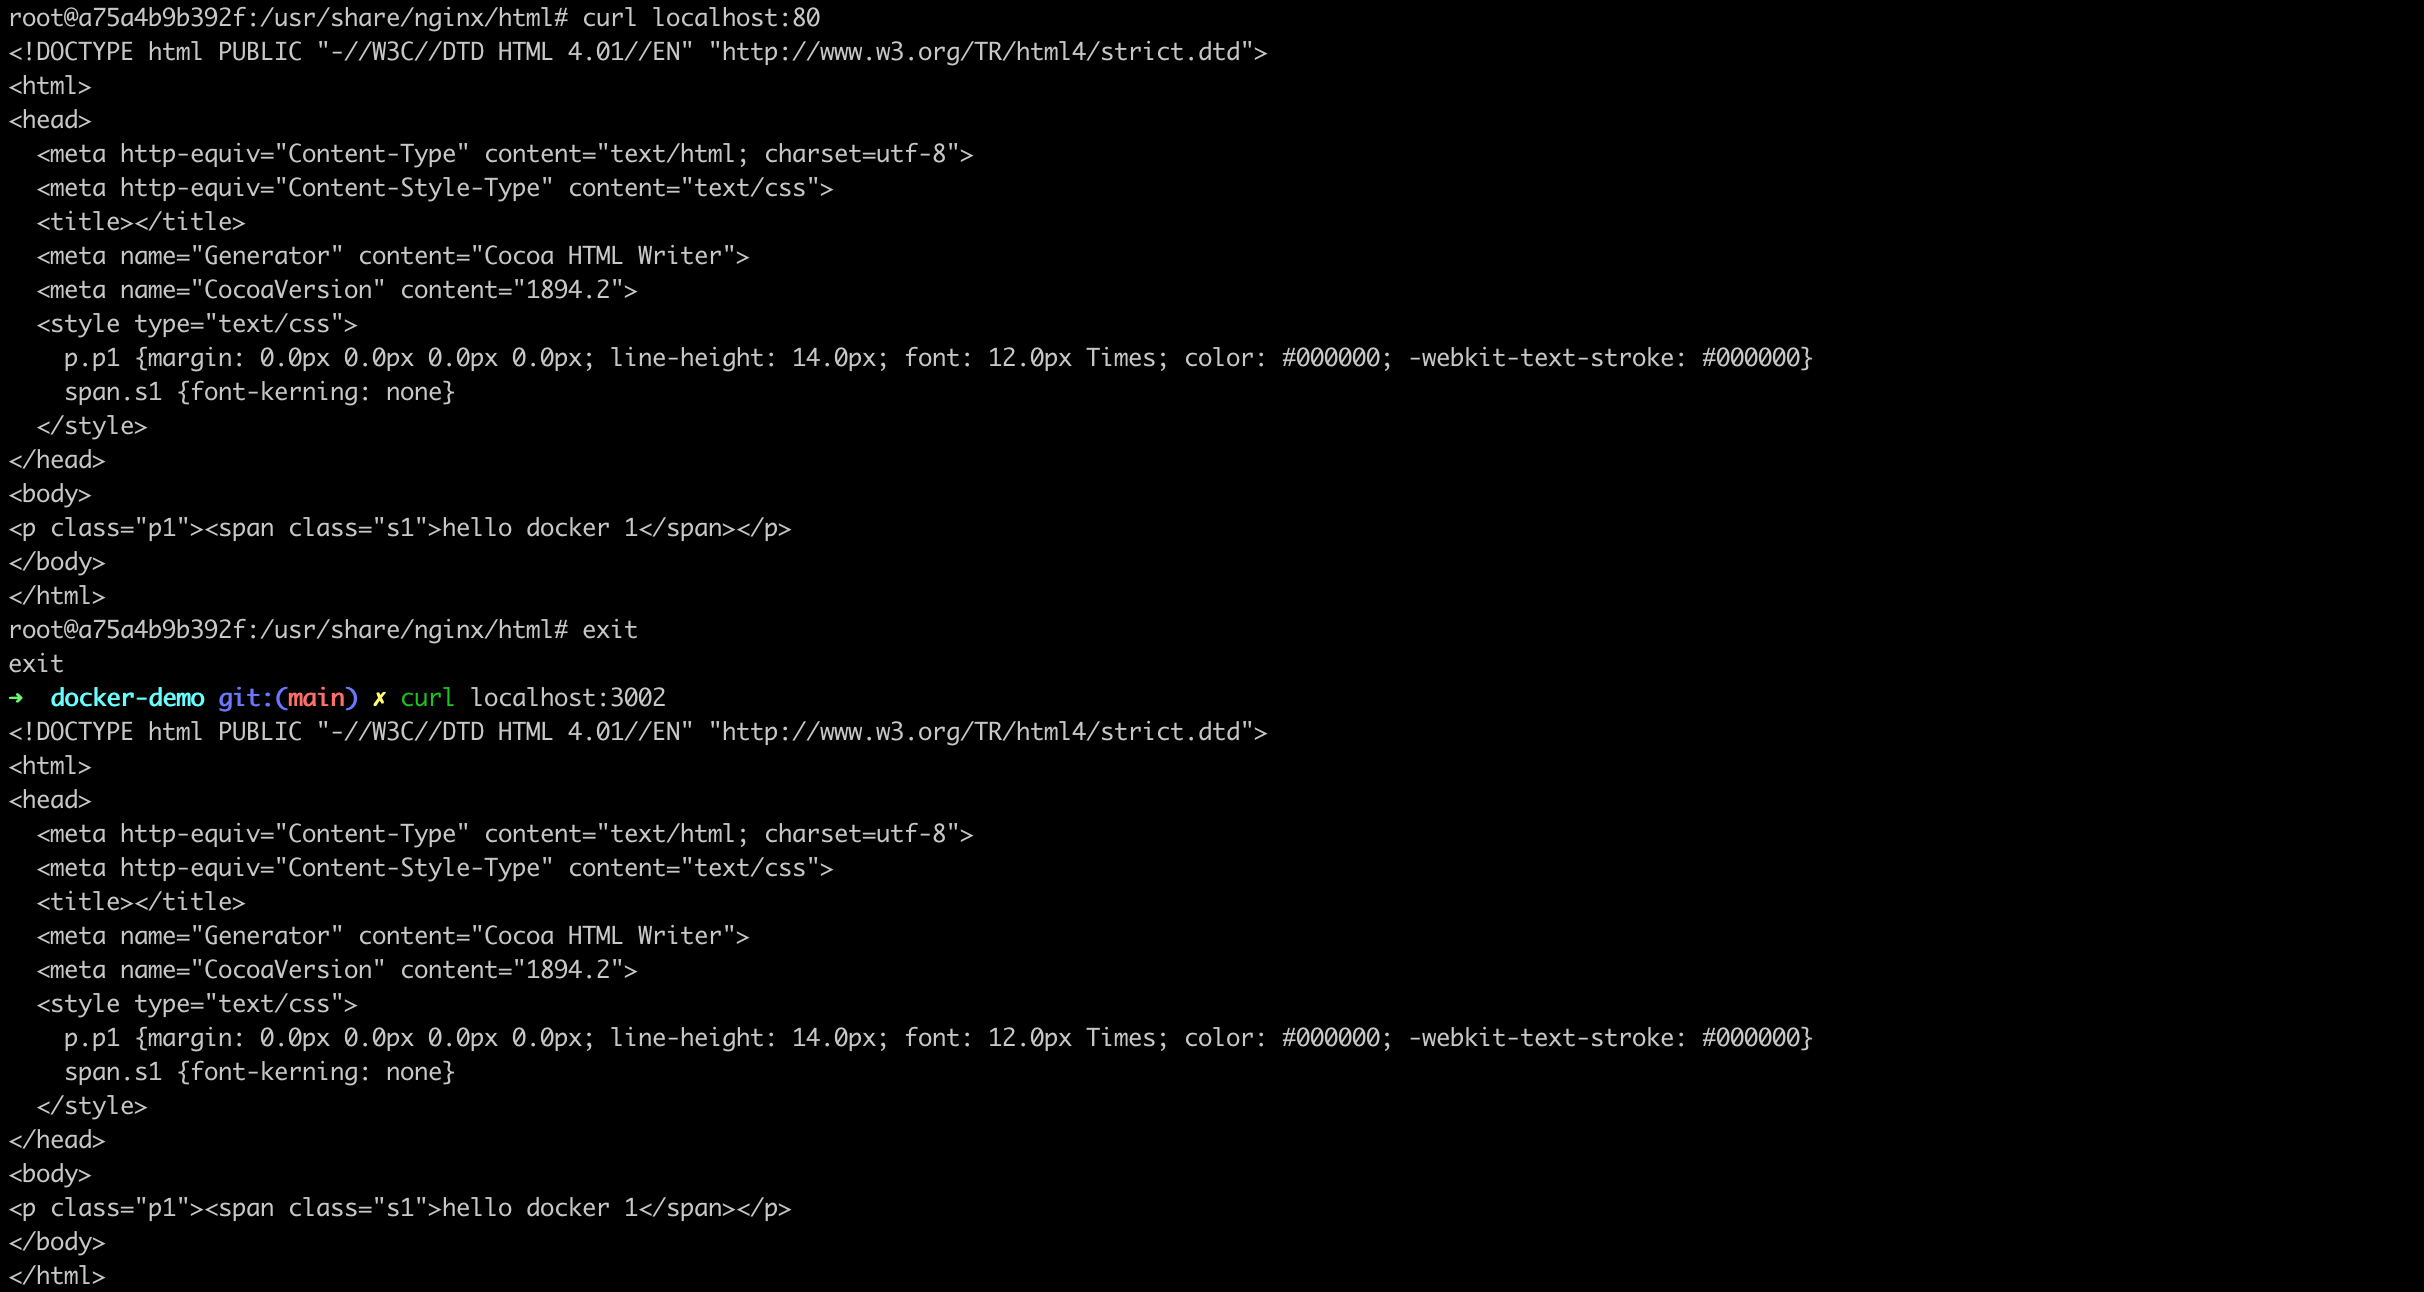 root@a75a4b9b392f:/usr/share/nginx/html# curl localhost:80
<!DOCTYPE html PUBLIC "-//W3C//DTD HTML 4.01//EN" "http://www.w3.org/TR/html4/strict.dtd">
<html>
<head>
  <meta http-equiv="Content-Type" content="text/html; charset=utf-8">
  <meta http-equiv="Content-Style-Type" content="text/css">
  <title></title>
  <meta name="Generator" content="Cocoa HTML Writer">
  <meta name="CocoaVersion" content="1894.2">
  <style type="text/css">
    p.p1 {margin: 0.0px 0.0px 0.0px 0.0px; line-height: 14.0px; font: 12.0px Times; color: #000000; -webkit-text-stroke: #000000}
    span.s1 {font-kerning: none}
  </style>
</head>
<body>
<p class="p1"><span class="s1">hello docker 1</span></p>
</body>
</html>
root@a75a4b9b392f:/usr/share/nginx/html# exit
exit
➜  docker-demo git:(main) ✗ curl localhost:3002
<!DOCTYPE html PUBLIC "-//W3C//DTD HTML 4.01//EN" "http://www.w3.org/TR/html4/strict.dtd">
<html>
<head>
  <meta http-equiv="Content-Type" content="text/html; charset=utf-8">
  <meta http-equiv="Content-Style-Type" content="text/css">
  <title></title>
  <meta name="Generator" content="Cocoa HTML Writer">
  <meta name="CocoaVersion" content="1894.2">
  <style type="text/css">
    p.p1 {margin: 0.0px 0.0px 0.0px 0.0px; line-height: 14.0px; font: 12.0px Times; color: #000000; -webkit-text-stroke: #000000}
    span.s1 {font-kerning: none}
  </style>
</head>
<body>
<p class="p1"><span class="s1">hello docker 1</span></p>
</body>
</html>